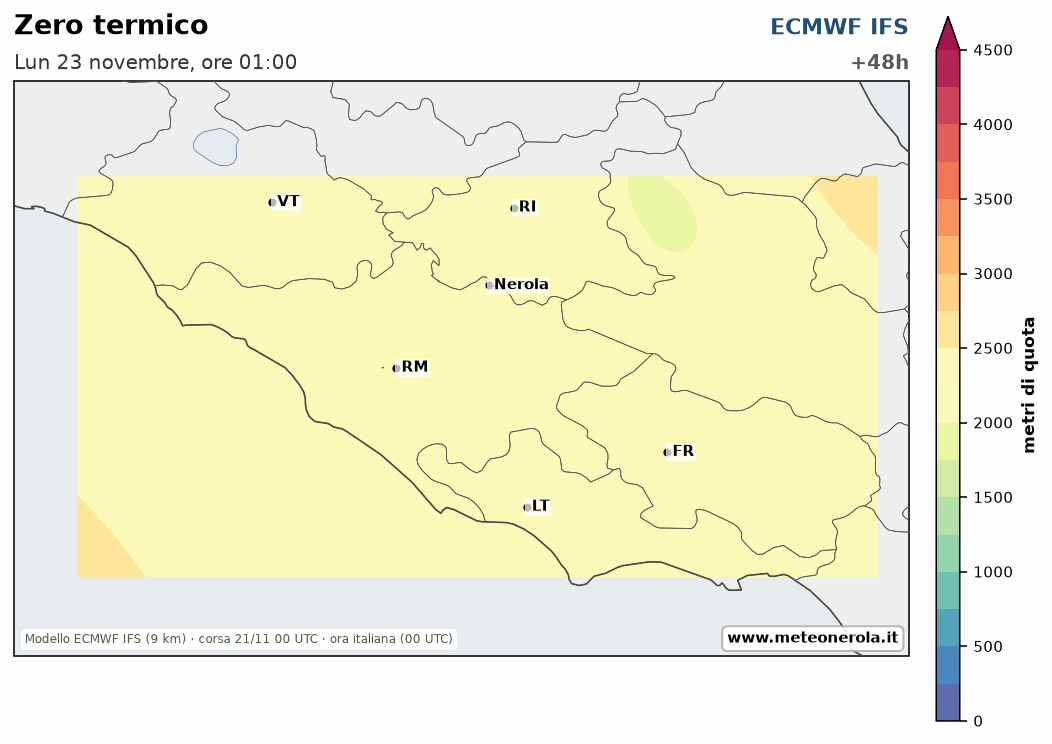 Zero termico
ECMWF IFS
Lun 23 novembre, ore 01:00
+48h
VT
RI
Nerola
RM
FR
LT
Modello ECMWF IFS (9 km) · corsa 21/11 00 UTC · ora italiana (00 UTC)
www.meteonerola.it
4500
4000
3500
3000
2500
2000
1500
1000
500
0
metri di quota